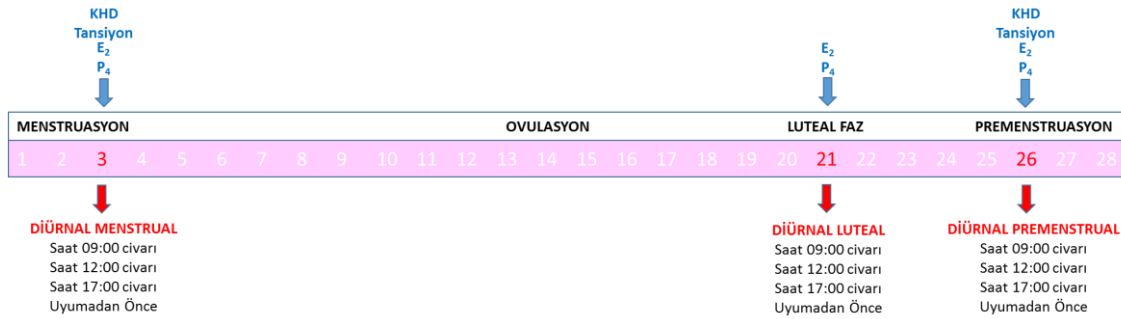 KHD KHD
Tansiyon Tansiyon
E₂ E₂ E₂
P₄ P₄ P₄
MENSTRUASYON OVULASYON LUTEAL FAZ PREMENSTRUASYON
1 2 3 4 5 6 7 8 9 10 11 12 13 14 15 16 17 18 19 20 21 22 23 24 25 26 27 28
DİÜRNAL MENSTRUAL DİÜRNAL LUTEAL DİÜRNAL PREMENSTRUAL
Saat 09:00 civarı Saat 09:00 civarı Saat 09:00 civarı
Saat 12:00 civarı Saat 12:00 civarı Saat 12:00 civarı
Saat 17:00 civarı Saat 17:00 civarı Saat 17:00 civarı
Uyumadan Önce Uyumadan Önce Uyumadan Önce